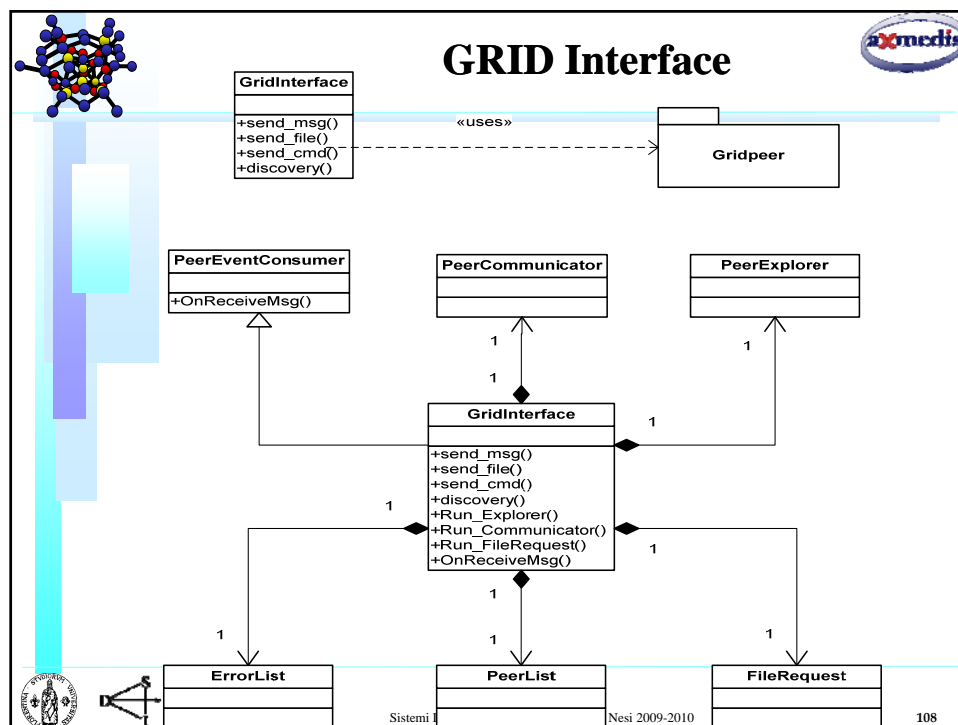 GRID Interface
axmedis
GridInterface
+send_msg()
+send_file()
+send_cmd()
+discovery()
«uses»
Gridpeer
PeerEventConsumer
+OnReceiveMsg()
PeerCommunicator
PeerExplorer
1
1
1
1
GridInterface
+send_msg()
+send_file()
+send_cmd()
+discovery()
+Run_Explorer()
+Run_Communicator()
+Run_FileRequest()
+OnReceiveMsg()
1
1
1
1
1
1
ErrorList
PeerList
FileRequest
D
S
I
Sistemi
Nesi 2009-2010
108